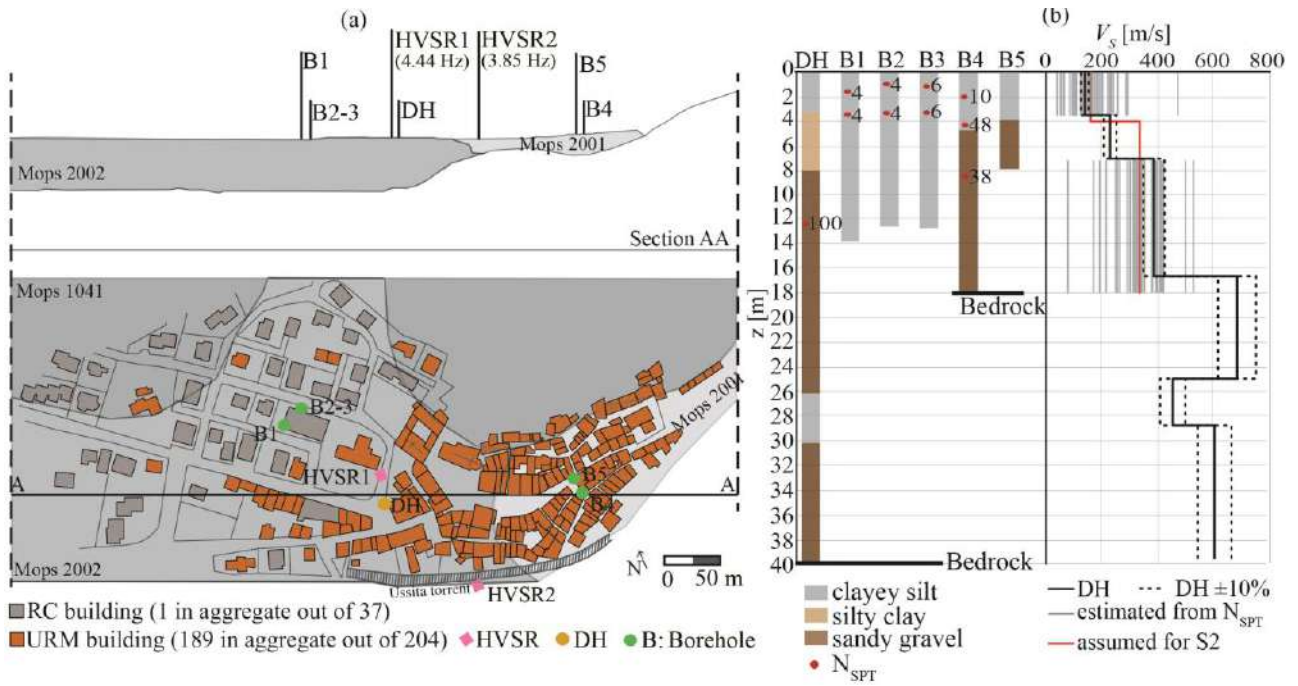 (a)
B1
B2-3
HVSR1
(4.44 Hz)
DH
HVSR2
(3.85 Hz)
B5
B4
Mops 2002
Mops 2001
Section AA
Mops 1041
Mops 2001
B2-3
B1
HVSR1
A
A
DH
B5
B4
N
0 50 m
Mops 2002
Ussita torrent
HVSR2
RC building (1 in aggregate out of 37)
URM building (189 in aggregate out of 204)
HVSR
DH
B: Borehole
(b)
DH B1 B2 B3 B4 B5
V_S [m/s]
0 200 400 600 800
0
2
4
6
8
10
12
14
16
18
20
22
24
26
28
30
32
34
36
38
40
z [m]
4
4
4
4
6
6
10
48
38
100
Bedrock
Bedrock
clayey silt
silty clay
sandy gravel
N_SPT
DH
DH ±10%
estimated from N_SPT
assumed for S2